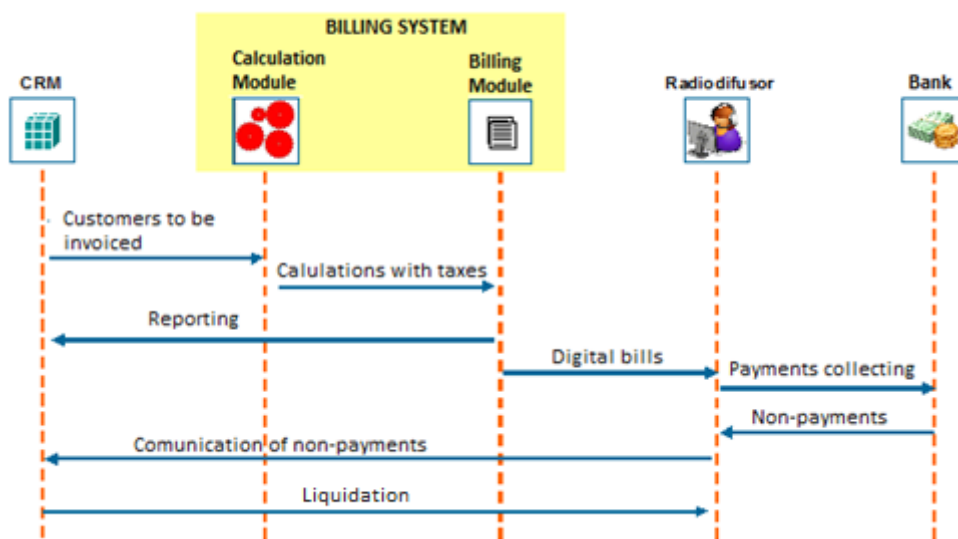 BILLING SYSTEM
CRM
Calculation
Module
Billing
Module
Radiodifusor
Bank
Customers to be
invoiced
Calulations with taxes
Reporting
Digital bills
Payments collecting
Non-payments
Comunication of non-payments
Liquidation